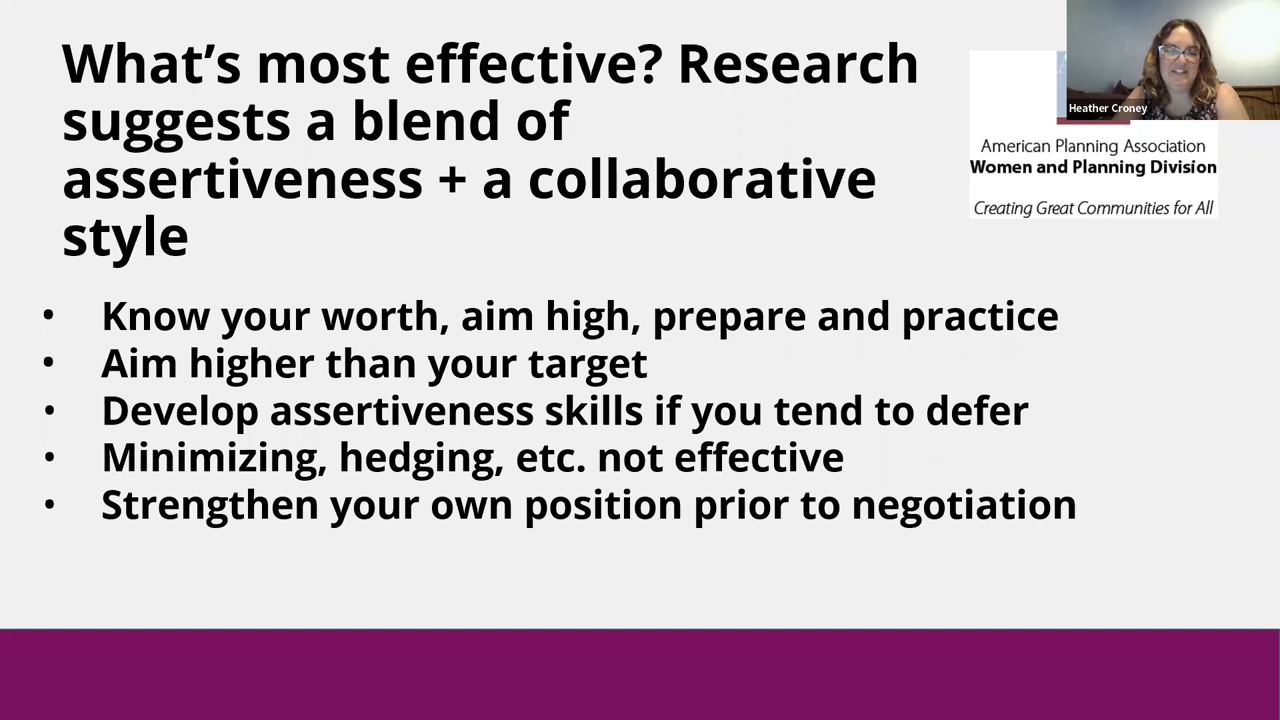 What's most effective? Research
suggests a blend of
assertiveness + a collaborative
style
Heather Croney
American Planning Association
Women and Planning Division
Creating Great Communities for All
• Know your worth, aim high, prepare and practice
• Aim higher than your target
• Develop assertiveness skills if you tend to defer
• Minimizing, hedging, etc. not effective
• Strengthen your own position prior to negotiation